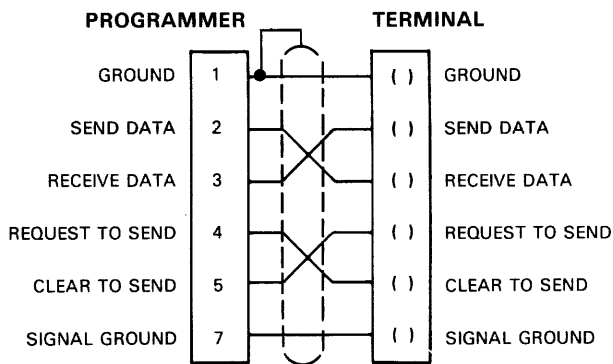 PROGRAMMER TERMINAL
GROUND 1 ( ) GROUND
SEND DATA 2 ( ) SEND DATA
RECEIVE DATA 3 ( ) RECEIVE DATA
REQUEST TO SEND 4 ( ) REQUEST TO SEND
CLEAR TO SEND 5 ( ) CLEAR TO SEND
SIGNAL GROUND 7 ( ) SIGNAL GROUND